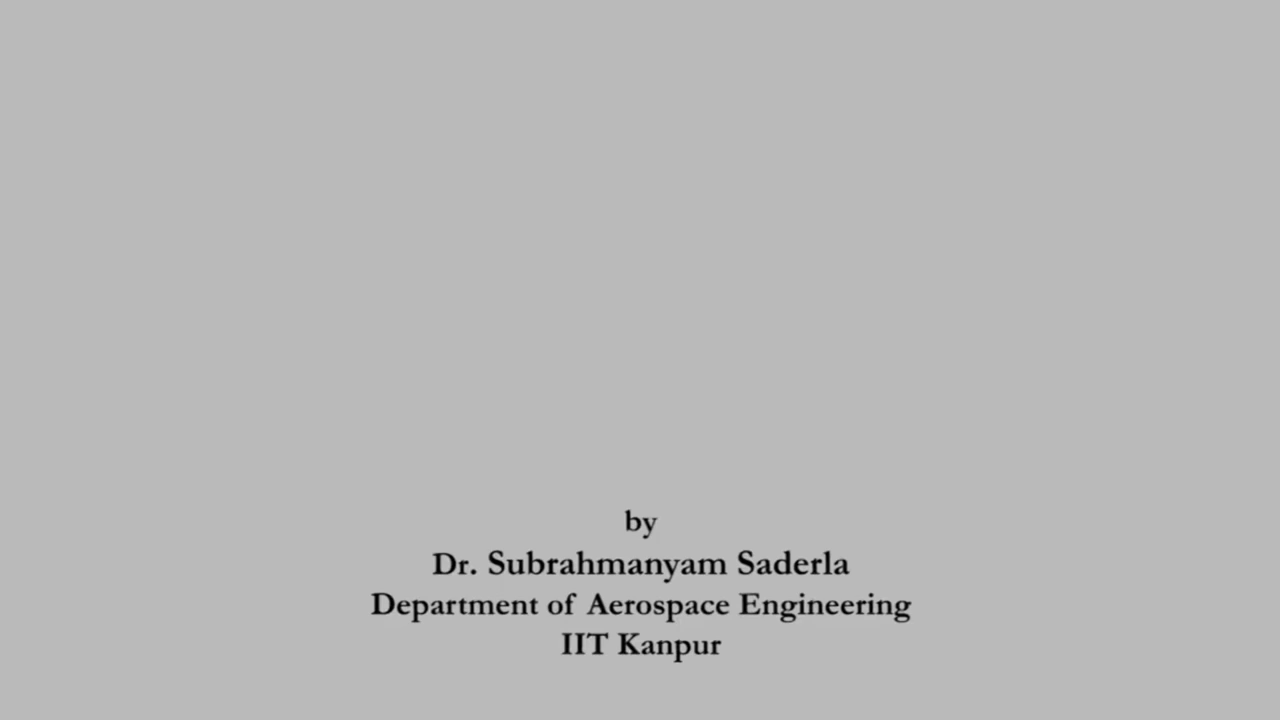 by
Dr. Subrahmanyam Saderla
Department of Aerospace Engineering
IIT Kanpur